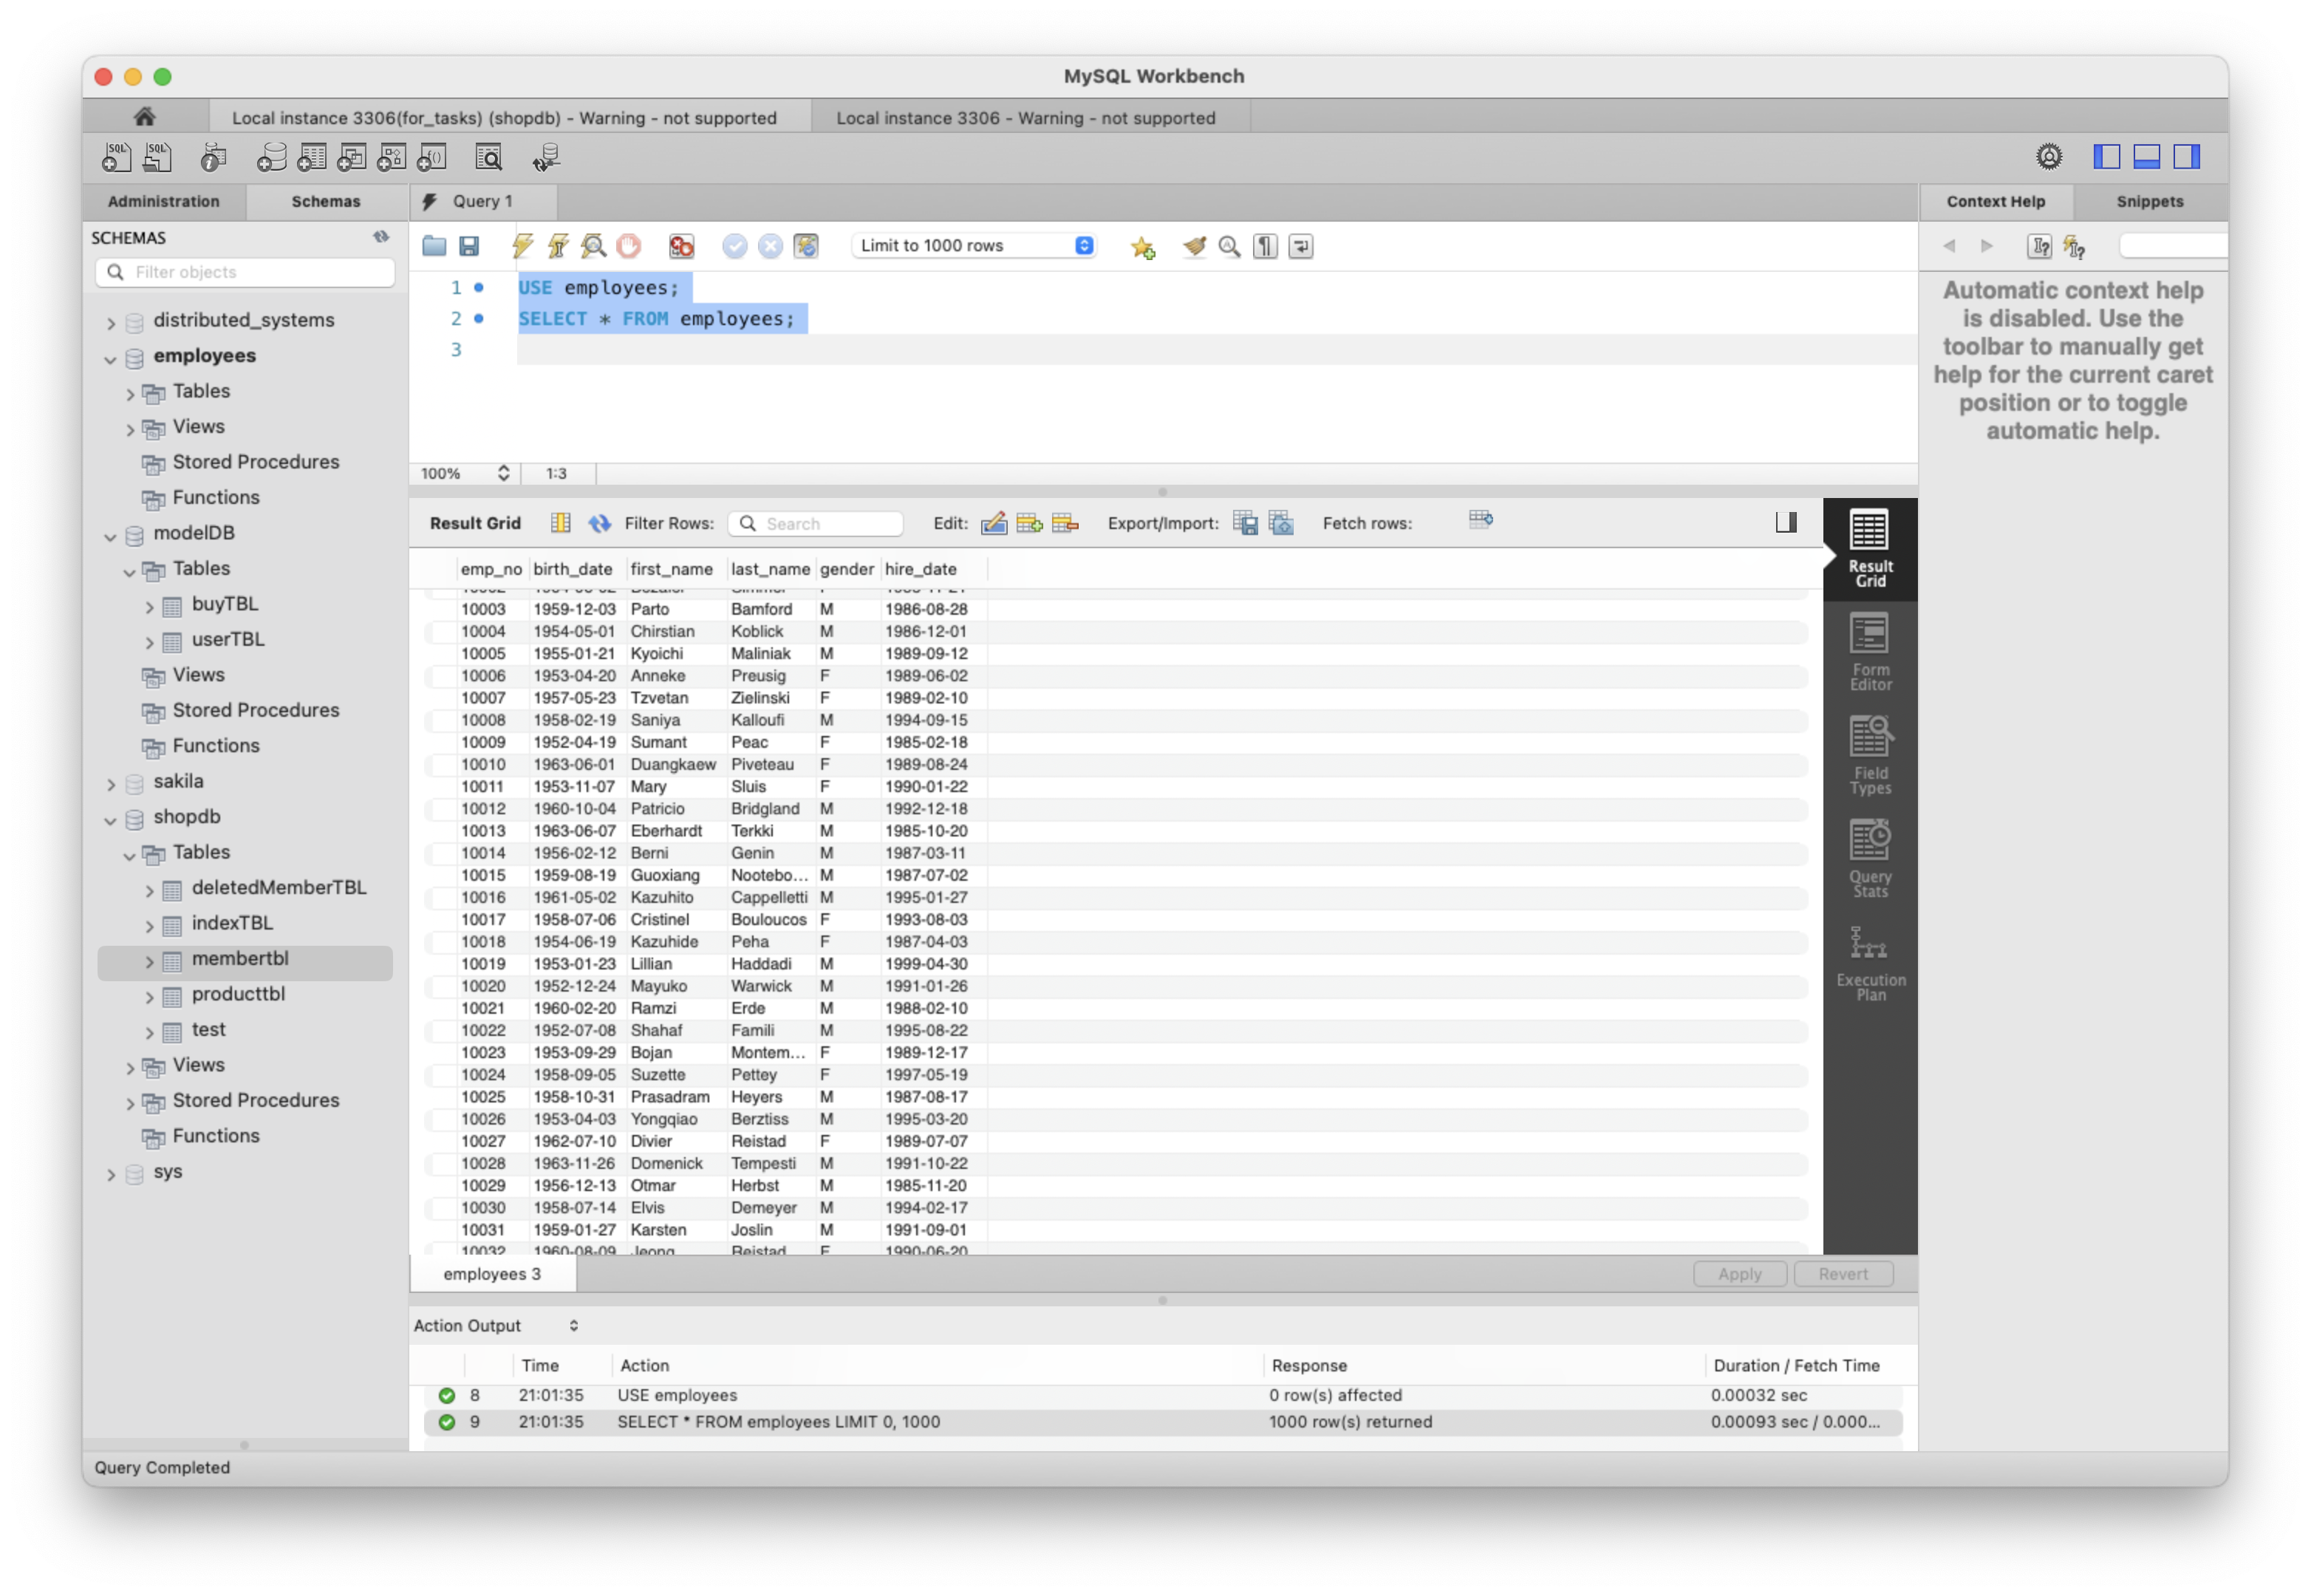 MySQL Workbench
Local instance 3306(for_tasks) (shopdb) - Warning - not supported
Local instance 3306 - Warning - not supported
Administration
Schemas
Query 1
Context Help
Snippets
SCHEMAS
Filter objects
Limit to 1000 rows
distributed_systems
employees
Tables
Views
Stored Procedures
Functions
modelDB
Tables
buyTBL
userTBL
Views
Stored Procedures
Functions
sakila
shopdb
Tables
deletedMemberTBL
indexTBL
membertbl
producttbl
test
Views
Stored Procedures
Functions
sys
1 USE employees;
2 SELECT * FROM employees;
3
100% 1:3
Automatic context help
is disabled. Use the
toolbar to manually get
help for the current caret
position or to toggle
automatic help.
Result Grid Filter Rows: Search Edit: Export/Import: Fetch rows:
emp_no birth_date first_name last_name gender hire_date
10003 1959-12-03 Parto Bamford M 1986-08-28
10004 1954-05-01 Chirstian Koblick M 1986-12-01
10005 1955-01-21 Kyoichi Maliniak M 1989-09-12
10006 1953-04-20 Anneke Preusig F 1989-06-02
10007 1957-05-23 Tzvetan Zielinski F 1989-02-10
10008 1958-02-19 Saniya Kalloufi M 1994-09-15
10009 1952-04-19 Sumant Peac F 1985-02-18
10010 1963-06-01 Duangkaew Piveteau F 1989-08-24
10011 1953-11-07 Mary Sluis F 1990-01-22
10012 1960-10-04 Patricio Bridgland M 1992-12-18
10013 1963-06-07 Eberhardt Terkki M 1985-10-20
10014 1956-02-12 Berni Genin M 1987-03-11
10015 1959-08-19 Guoxiang Nootebo... M 1987-07-02
10016 1961-05-02 Kazuhito Cappelletti M 1995-01-27
10017 1958-07-06 Cristinel Bouloucos F 1993-08-03
10018 1954-06-19 Kazuhide Peha F 1987-04-03
10019 1953-01-23 Lillian Haddadi M 1999-04-30
10020 1952-12-24 Mayuko Warwick M 1991-01-26
10021 1960-02-20 Ramzi Erde M 1988-02-10
10022 1952-07-08 Shahaf Famili M 1995-08-22
10023 1953-09-29 Bojan Montem... F 1989-12-17
10024 1958-09-05 Suzette Pettey F 1997-05-19
10025 1958-10-31 Prasadram Heyers M 1987-08-17
10026 1953-04-03 Yongqiao Berztiss M 1995-03-20
10027 1962-07-10 Divier Reistad F 1989-07-07
10028 1963-11-26 Domenick Tempesti M 1991-10-22
10029 1956-12-13 Otmar Herbst M 1985-11-20
10030 1958-07-14 Elvis Demeyer M 1994-02-17
10031 1959-01-27 Karsten Joslin M 1991-09-01
10032 1960-08-09 Jeong Reistad F 1990-06-20
Result
Grid
Form
Editor
Field
Types
Query
Stats
Execution
Plan
employees 3
Apply
Revert
Action Output
Time Action Response Duration / Fetch Time
8 21:01:35 USE employees 0 row(s) affected 0.00032 sec
9 21:01:35 SELECT * FROM employees LIMIT 0, 1000 1000 row(s) returned 0.00093 sec / 0.000...
Query Completed